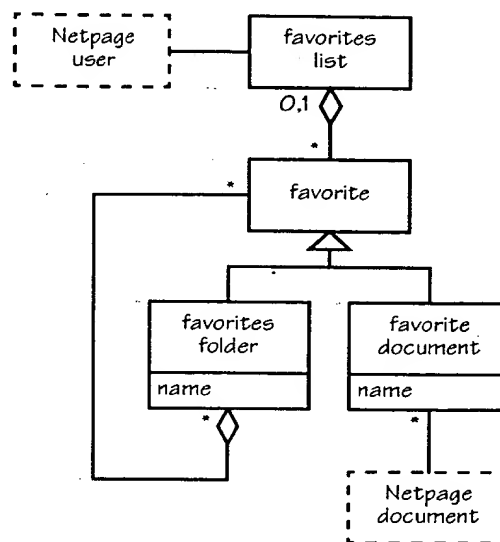 Netpage
user
favorites
list
0,1
*
*
favorite
favorites
folder
name
favorite
document
name
*
*
Netpage
document